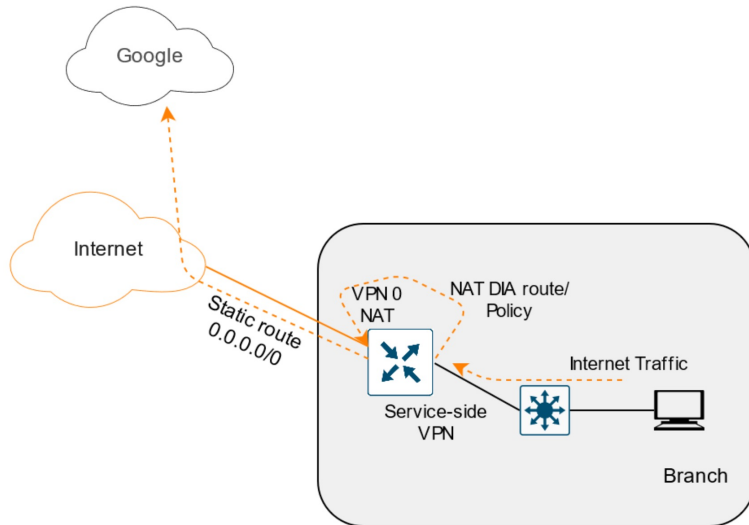 Google
Internet
Static route
0.0.0.0/0
VPN 0
NAT
NAT DIA route/
Policy
Internet Traffic
Service-side
VPN
Branch